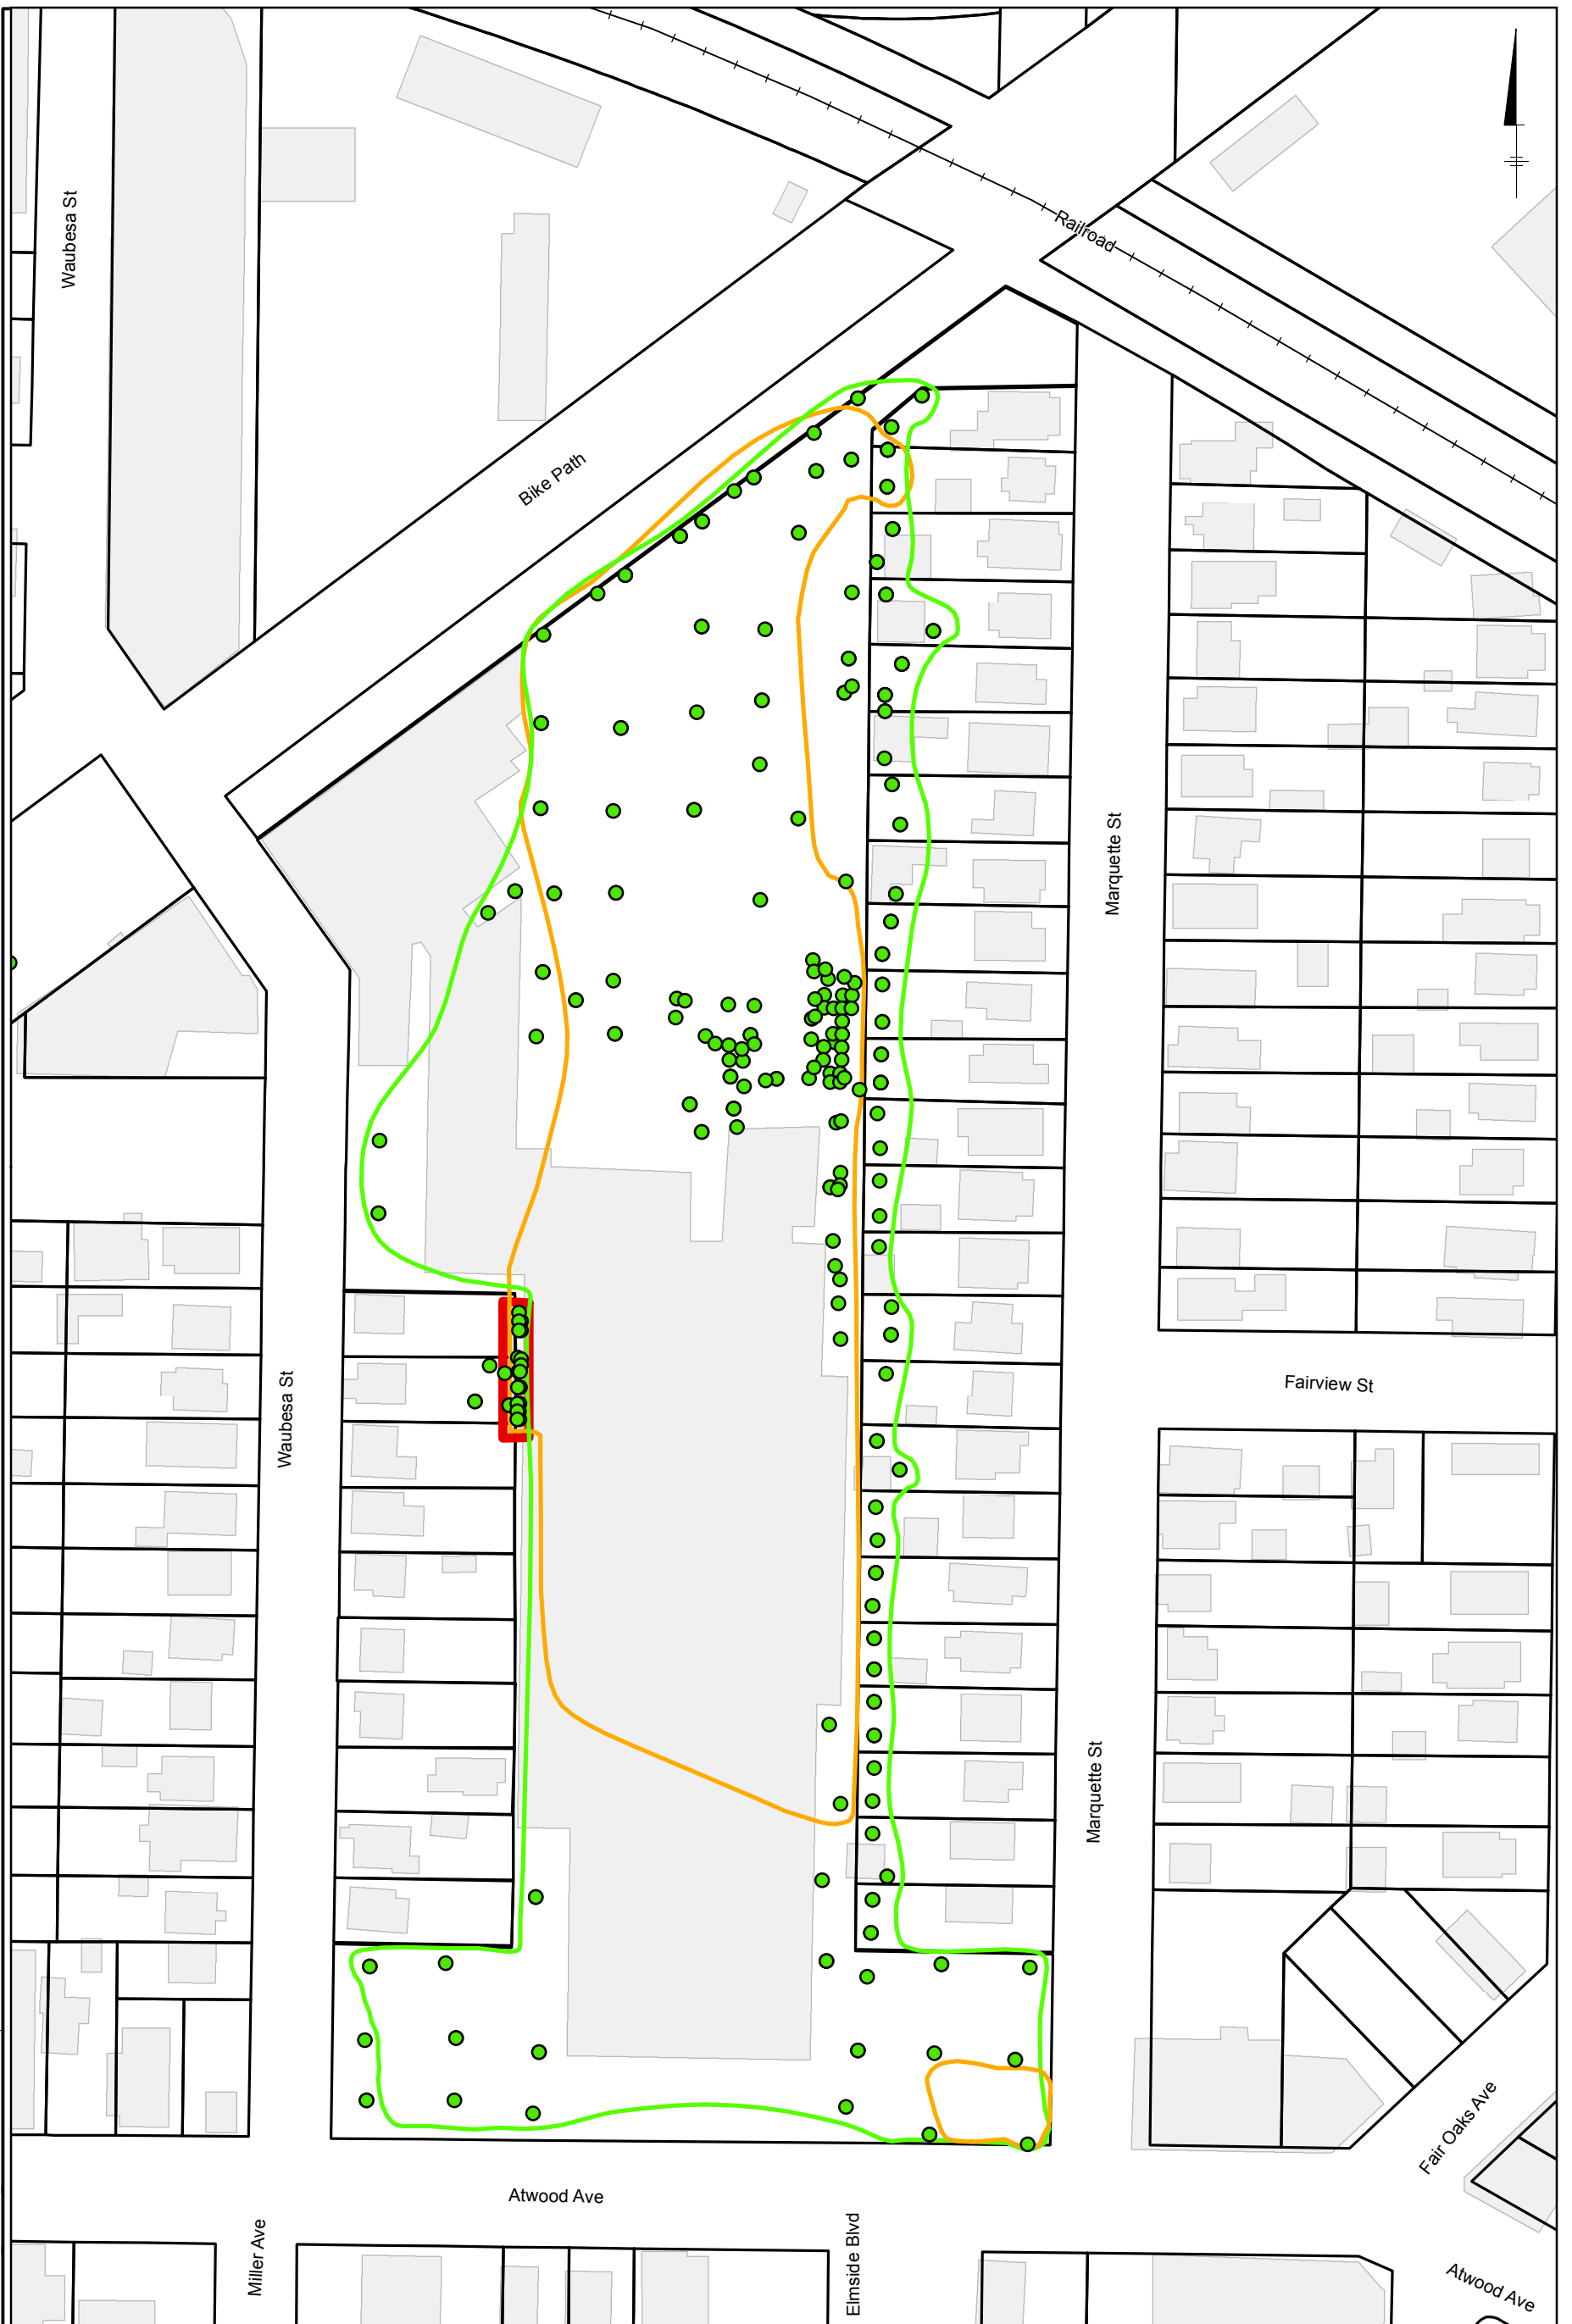 Waubesa St
Railroad
Bike Path
Marquette St
Fairview St
Waubesa St
Marquette St
Fair Oaks Ave
Atwood Ave
Miller Ave
Elmside Blvd
Atwood Ave